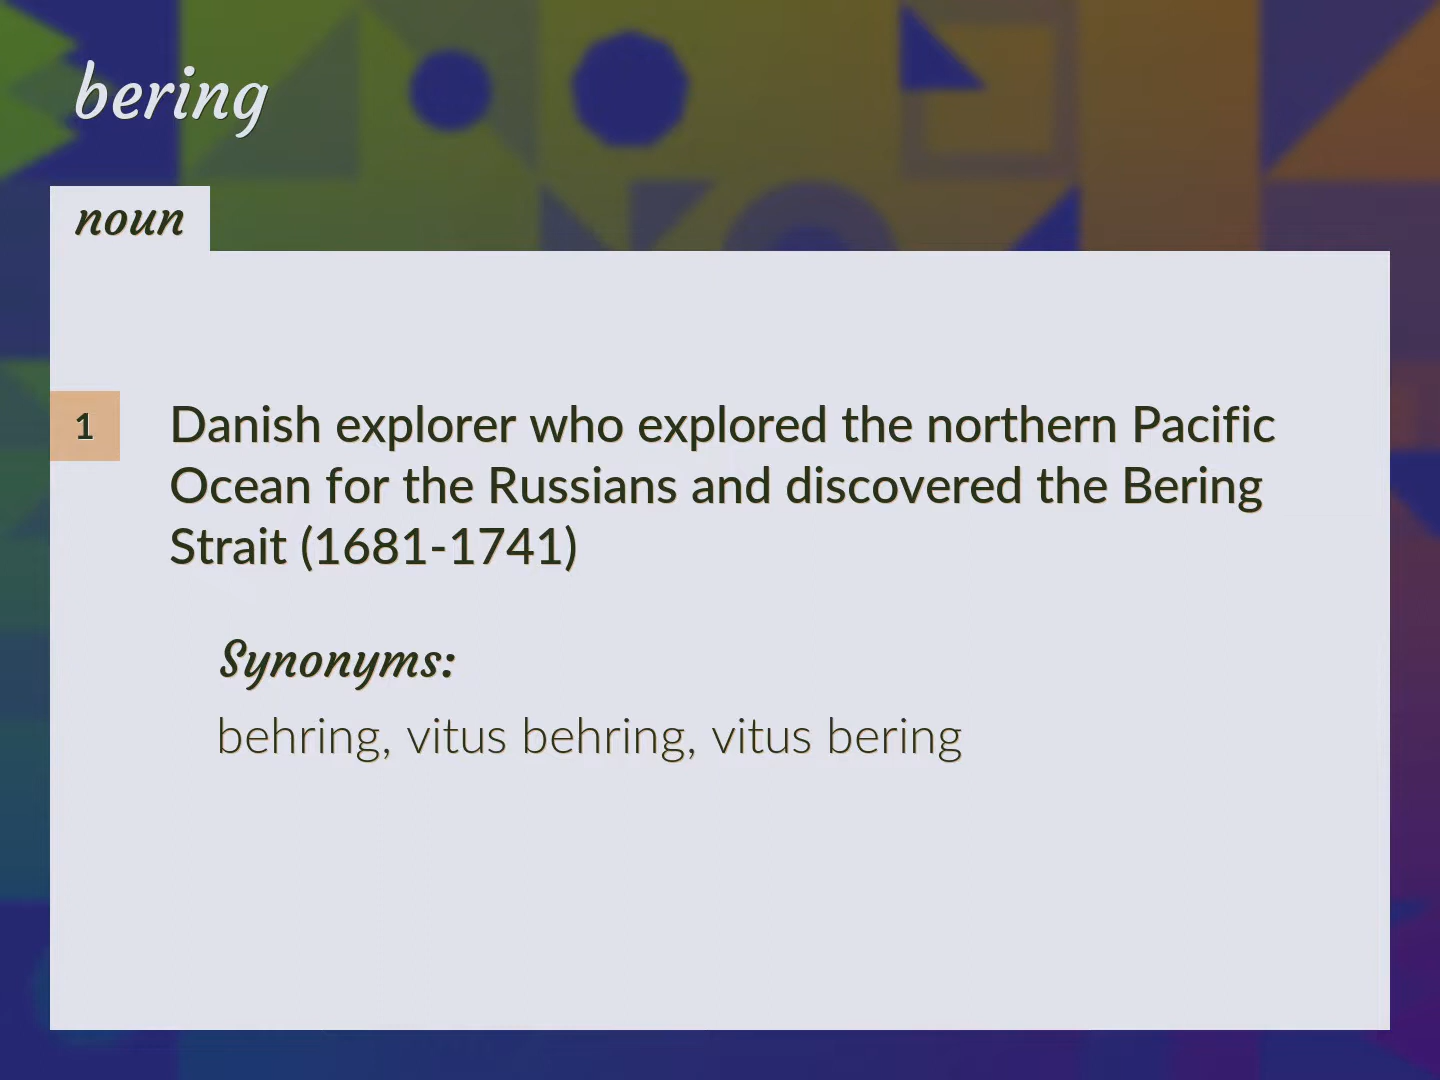 bering
noun
1
Danish explorer who explored the northern Pacific
Ocean for the Russians and discovered the Bering
Strait (1681-1741)
Synonyms:
behring, vitus behring, vitus bering